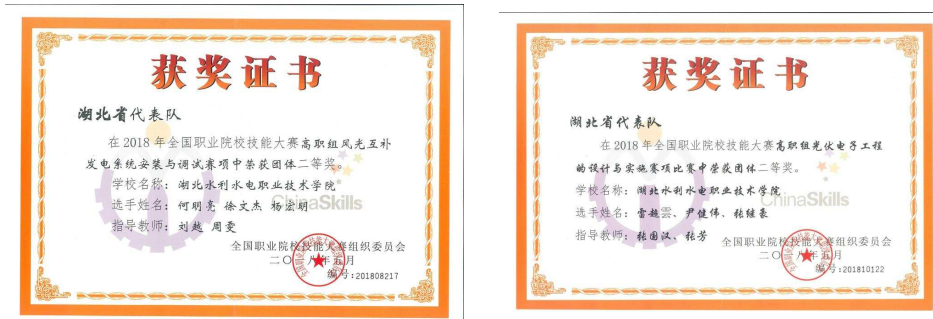 获奖证书
湖北省代表队
在2018年全国职业院校技能大赛高职组风光互补
发电系统安装与调试赛项中荣获团体二等奖。
学校名称：湖北水利水电职业技术学院
选手姓名：何明亮 徐文杰 杨宏明
指导教师：刘越 周雯
ChinaSkills
全国职业院校技能大赛组织委员会
二〇一八年五月
编号:201808217
获奖证书
湖北省代表队
在2018年全国职业院校技能大赛高职组光伏电子工程
的设计与实施赛项比赛中荣获团体二等奖。
学校名称：湖北水利水电职业技术学院
选手姓名：雷越雲、尹健伟、张继豪
指导教师：张国汉、张芳
ChinaSkills
全国职业院校技能大赛组织委员会
二〇一八年五月
编号:201810122